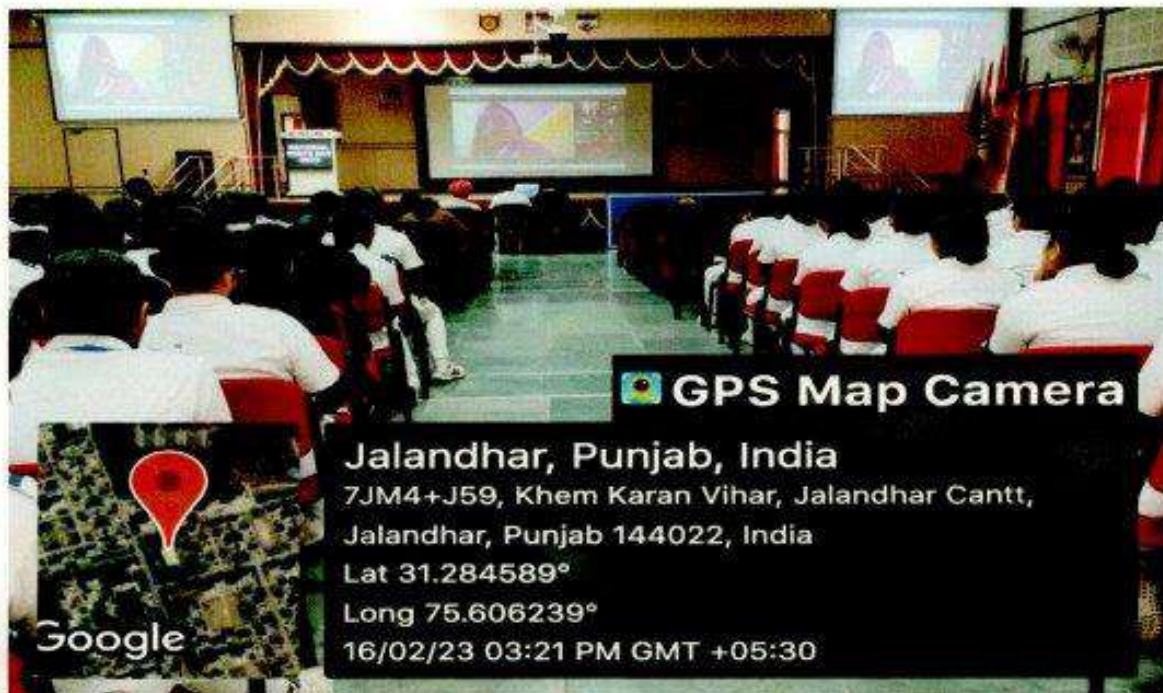 GPS Map Camera
Jalandhar, Punjab, India
7JM4+J59, Khem Karan Vihar, Jalandhar Cantt,
Jalandhar, Punjab 144022, India
Lat 31.284589°
Long 75.606239°
16/02/23 03:21 PM GMT +05:30
Google